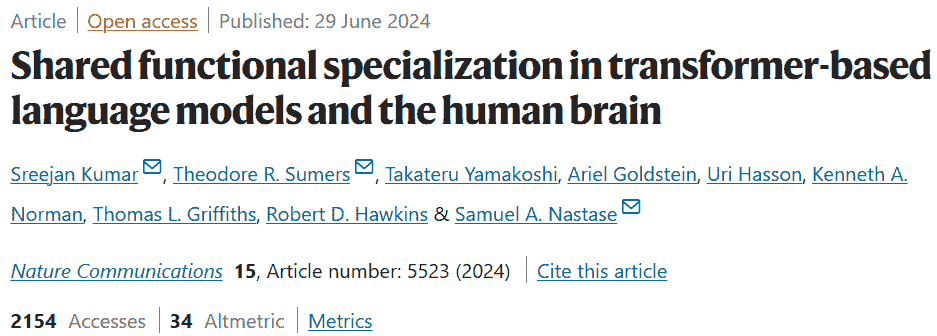 Article | Open access | Published: 29 June 2024
Shared functional specialization in transformer-based
language models and the human brain
Sreejan Kumar, Theodore R. Sumers, Takateru Yamakoshi, Ariel Goldstein, Uri Hasson, Kenneth A.
Norman, Thomas L. Griffiths, Robert D. Hawkins & Samuel A. Nastase
Nature Communications 15, Article number: 5523 (2024) | Cite this article
2154 Accesses | 34 Altmetric | Metrics